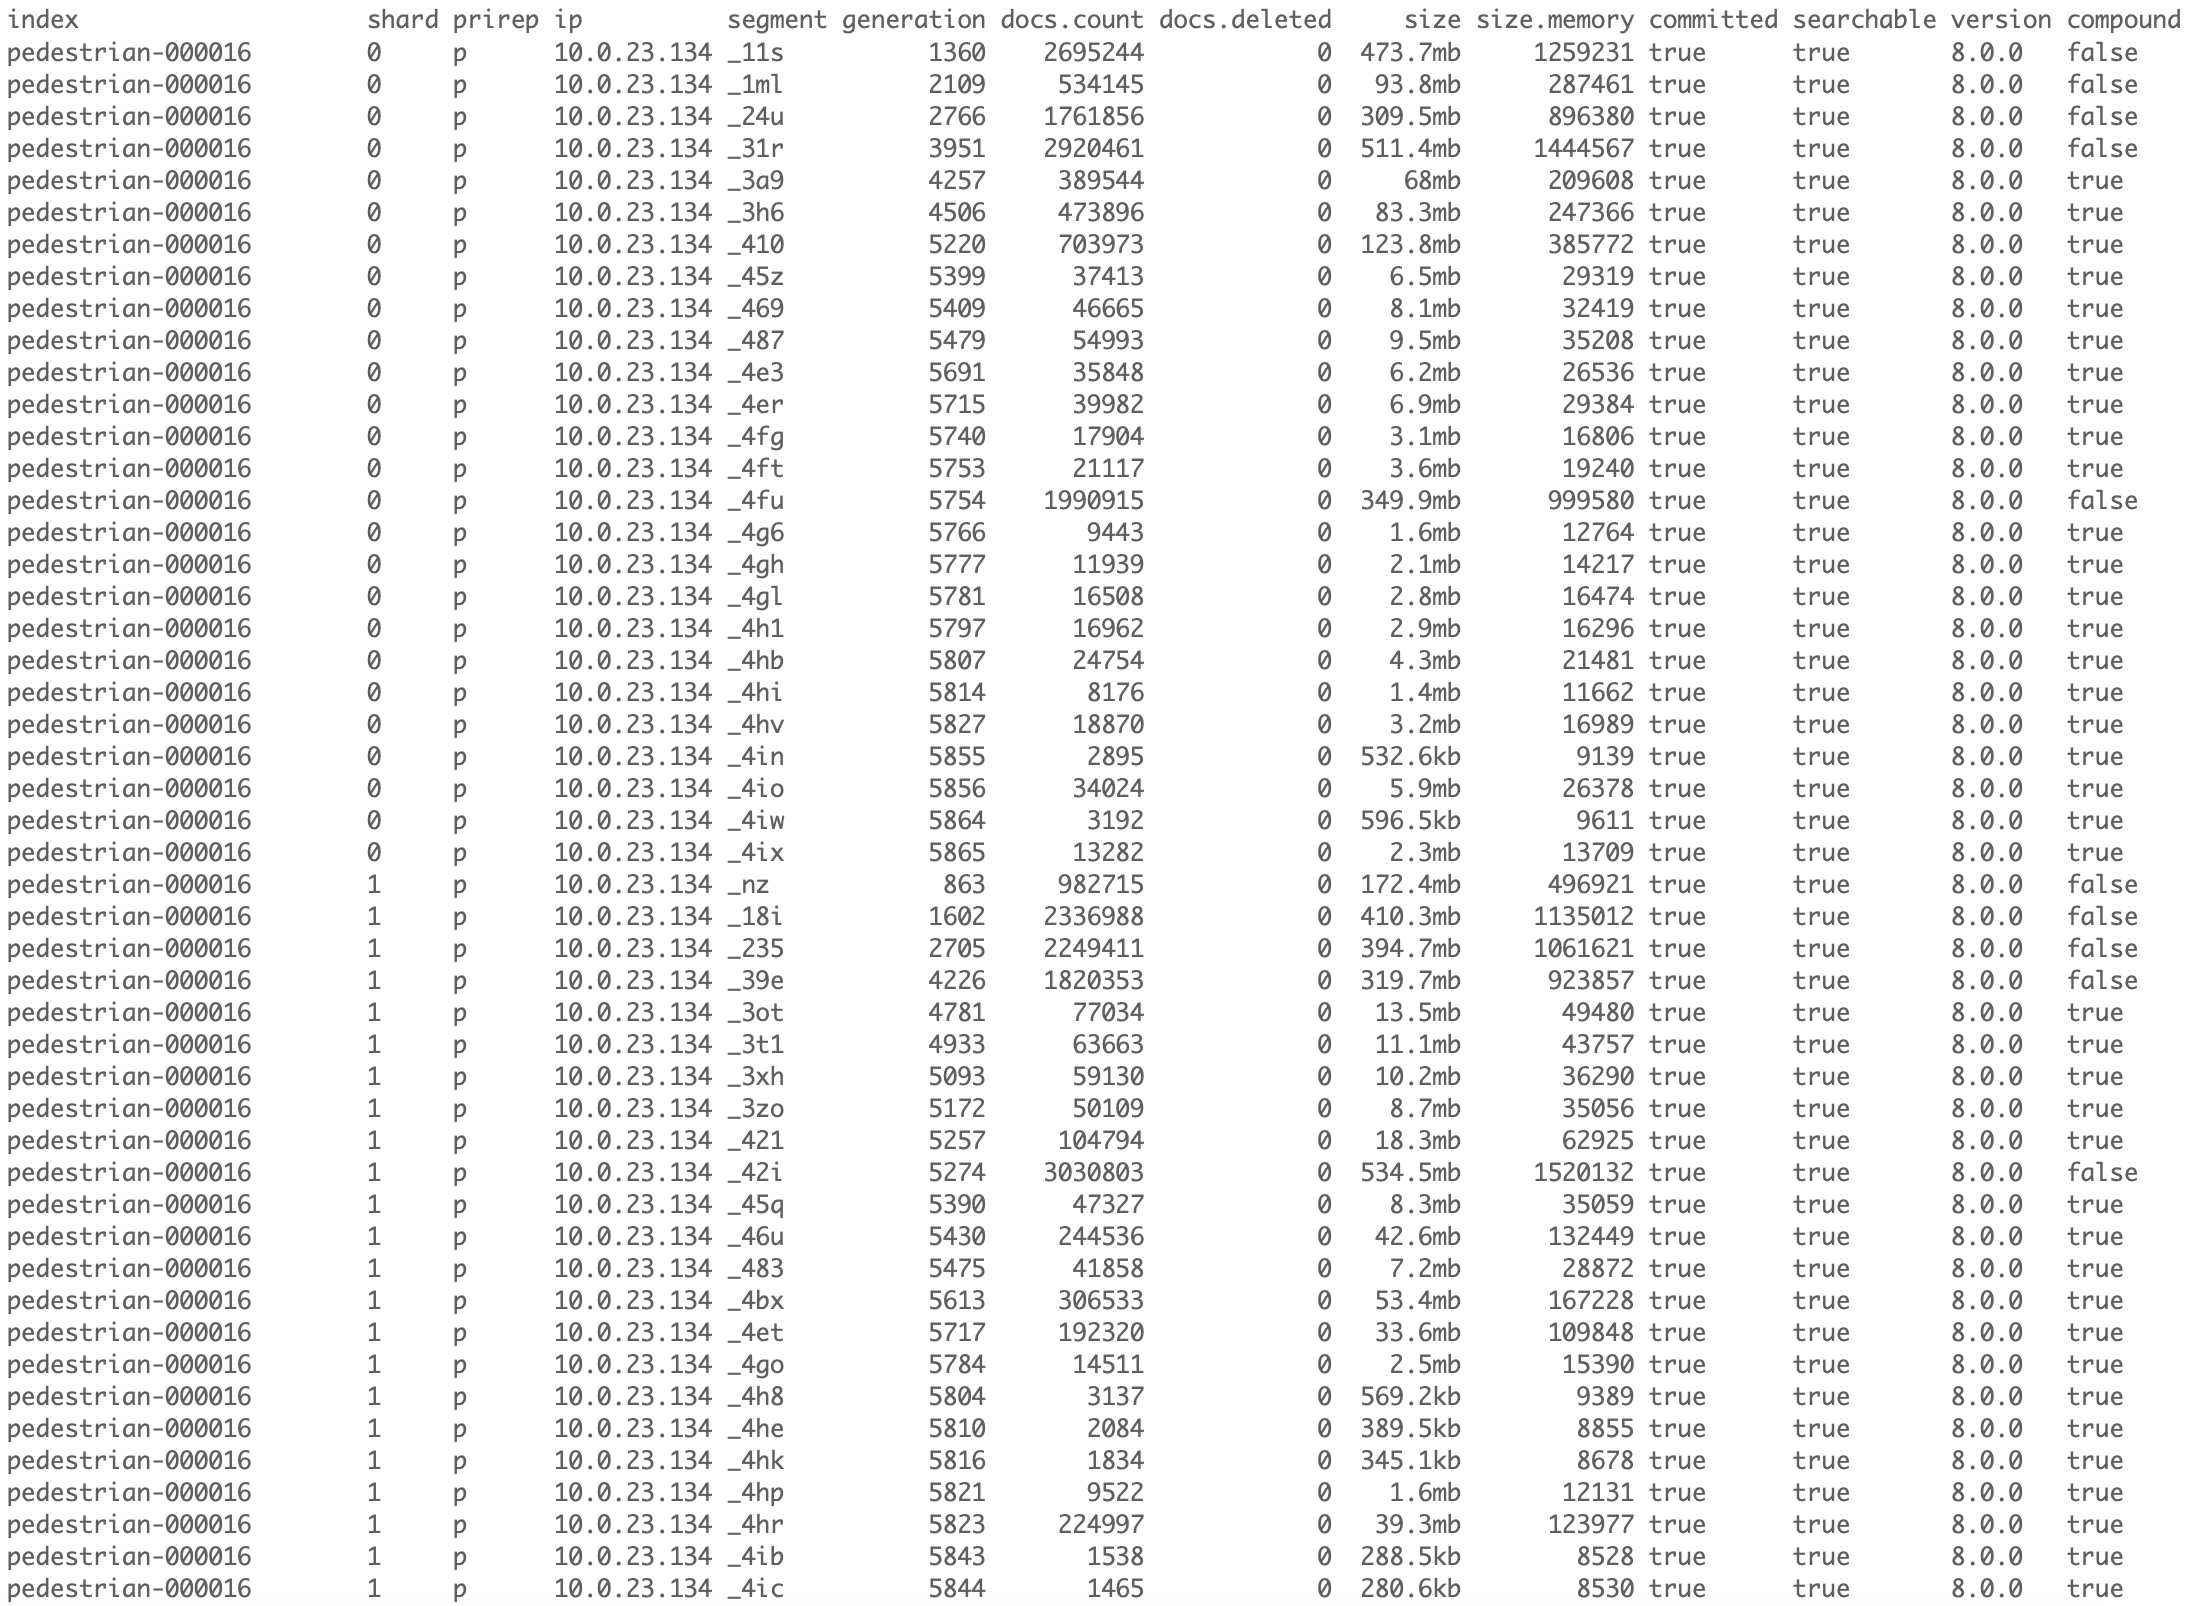 index shard prirep ip segment generation docs.count docs.deleted size size.memory committed searchable version compound
pedestrian-000016 0 p 10.0.23.134 _11s 1360 2695244 0 473.7mb 1259231 true true 8.0.0 false
pedestrian-000016 0 p 10.0.23.134 _1ml 2109 534145 0 93.8mb 287461 true true 8.0.0 false
pedestrian-000016 0 p 10.0.23.134 _24u 2766 1761856 0 309.5mb 896380 true true 8.0.0 false
pedestrian-000016 0 p 10.0.23.134 _31r 3951 2920461 0 511.4mb 1444567 true true 8.0.0 false
pedestrian-000016 0 p 10.0.23.134 _3a9 4257 389544 0 68mb 209608 true true 8.0.0 true
pedestrian-000016 0 p 10.0.23.134 _3h6 4506 473896 0 83.3mb 247366 true true 8.0.0 true
pedestrian-000016 0 p 10.0.23.134 _410 5220 703973 0 123.8mb 385772 true true 8.0.0 true
pedestrian-000016 0 p 10.0.23.134 _45z 5399 37413 0 6.5mb 29319 true true 8.0.0 true
pedestrian-000016 0 p 10.0.23.134 _469 5409 46665 0 8.1mb 32419 true true 8.0.0 true
pedestrian-000016 0 p 10.0.23.134 _487 5479 54993 0 9.5mb 35208 true true 8.0.0 true
pedestrian-000016 0 p 10.0.23.134 _4e3 5691 35848 0 6.2mb 26536 true true 8.0.0 true
pedestrian-000016 0 p 10.0.23.134 _4er 5715 39982 0 6.9mb 29384 true true 8.0.0 true
pedestrian-000016 0 p 10.0.23.134 _4fg 5740 17904 0 3.1mb 16806 true true 8.0.0 true
pedestrian-000016 0 p 10.0.23.134 _4ft 5753 21117 0 3.6mb 19240 true true 8.0.0 true
pedestrian-000016 0 p 10.0.23.134 _4fu 5754 1990915 0 349.9mb 999580 true true 8.0.0 false
pedestrian-000016 0 p 10.0.23.134 _4g6 5766 9443 0 1.6mb 12764 true true 8.0.0 true
pedestrian-000016 0 p 10.0.23.134 _4gh 5777 11939 0 2.1mb 14217 true true 8.0.0 true
pedestrian-000016 0 p 10.0.23.134 _4gl 5781 16508 0 2.8mb 16474 true true 8.0.0 true
pedestrian-000016 0 p 10.0.23.134 _4h1 5797 16962 0 2.9mb 16296 true true 8.0.0 true
pedestrian-000016 0 p 10.0.23.134 _4hb 5807 24754 0 4.3mb 21481 true true 8.0.0 true
pedestrian-000016 0 p 10.0.23.134 _4hi 5814 8176 0 1.4mb 11662 true true 8.0.0 true
pedestrian-000016 0 p 10.0.23.134 _4hv 5827 18870 0 3.2mb 16989 true true 8.0.0 true
pedestrian-000016 0 p 10.0.23.134 _4in 5855 2895 0 532.6kb 9139 true true 8.0.0 true
pedestrian-000016 0 p 10.0.23.134 _4io 5856 34024 0 5.9mb 26378 true true 8.0.0 true
pedestrian-000016 0 p 10.0.23.134 _4iw 5864 3192 0 596.5kb 9611 true true 8.0.0 true
pedestrian-000016 0 p 10.0.23.134 _4ix 5865 13282 0 2.3mb 13709 true true 8.0.0 true
pedestrian-000016 1 p 10.0.23.134 _nz 863 982715 0 172.4mb 496921 true true 8.0.0 false
pedestrian-000016 1 p 10.0.23.134 _18i 1602 2336988 0 410.3mb 1135012 true true 8.0.0 false
pedestrian-000016 1 p 10.0.23.134 _235 2705 2249411 0 394.7mb 1061621 true true 8.0.0 false
pedestrian-000016 1 p 10.0.23.134 _39e 4226 1820353 0 319.7mb 923857 true true 8.0.0 false
pedestrian-000016 1 p 10.0.23.134 _3ot 4781 77034 0 13.5mb 49480 true true 8.0.0 true
pedestrian-000016 1 p 10.0.23.134 _3t1 4933 63663 0 11.1mb 43757 true true 8.0.0 true
pedestrian-000016 1 p 10.0.23.134 _3xh 5093 59130 0 10.2mb 36290 true true 8.0.0 true
pedestrian-000016 1 p 10.0.23.134 _3zo 5172 50109 0 8.7mb 35056 true true 8.0.0 true
pedestrian-000016 1 p 10.0.23.134 _421 5257 104794 0 18.3mb 62925 true true 8.0.0 true
pedestrian-000016 1 p 10.0.23.134 _42i 5274 3030803 0 534.5mb 1520132 true true 8.0.0 false
pedestrian-000016 1 p 10.0.23.134 _45q 5390 47327 0 8.3mb 35059 true true 8.0.0 true
pedestrian-000016 1 p 10.0.23.134 _46u 5430 244536 0 42.6mb 132449 true true 8.0.0 true
pedestrian-000016 1 p 10.0.23.134 _483 5475 41858 0 7.2mb 28872 true true 8.0.0 true
pedestrian-000016 1 p 10.0.23.134 _4bx 5613 306533 0 53.4mb 167228 true true 8.0.0 true
pedestrian-000016 1 p 10.0.23.134 _4et 5717 192320 0 33.6mb 109848 true true 8.0.0 true
pedestrian-000016 1 p 10.0.23.134 _4go 5784 14511 0 2.5mb 15390 true true 8.0.0 true
pedestrian-000016 1 p 10.0.23.134 _4h8 5804 3137 0 569.2kb 9389 true true 8.0.0 true
pedestrian-000016 1 p 10.0.23.134 _4he 5810 2084 0 389.5kb 8855 true true 8.0.0 true
pedestrian-000016 1 p 10.0.23.134 _4hk 5816 1834 0 345.1kb 8678 true true 8.0.0 true
pedestrian-000016 1 p 10.0.23.134 _4hp 5821 9522 0 1.6mb 12131 true true 8.0.0 true
pedestrian-000016 1 p 10.0.23.134 _4hr 5823 224997 0 39.3mb 123977 true true 8.0.0 true
pedestrian-000016 1 p 10.0.23.134 _4ib 5843 1538 0 288.5kb 8528 true true 8.0.0 true
pedestrian-000016 1 p 10.0.23.134 _4ic 5844 1465 0 280.6kb 8530 true true 8.0.0 true